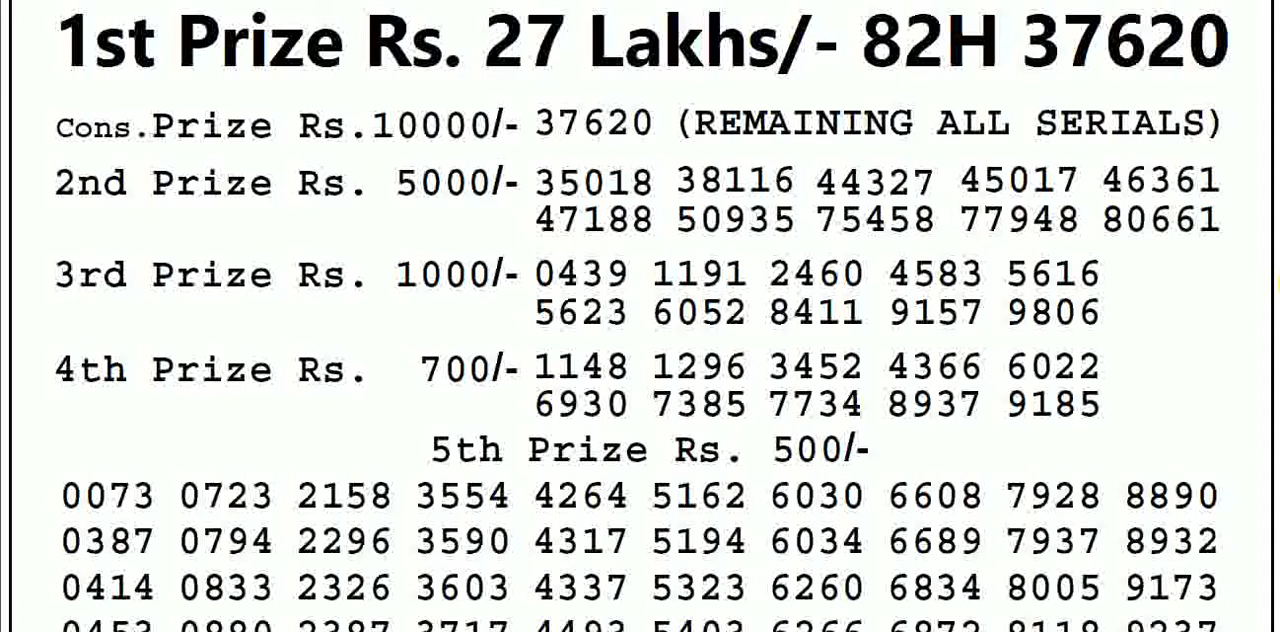 1st Prize Rs. 27 Lakhs/- 82H 37620
Cons.Prize Rs.10000/- 37620 (REMAINING ALL SERIALS)
2nd Prize Rs. 5000/- 35018 38116 44327 45017 46361
47188 50935 75458 77948 80661
3rd Prize Rs. 1000/- 0439 1191 2460 4583 5616
5623 6052 8411 9157 9806
4th Prize Rs. 700/- 1148 1296 3452 4366 6022
6930 7385 7734 8937 9185
5th Prize Rs. 500/-
0073 0723 2158 3554 4264 5162 6030 6608 7928 8890
0387 0794 2296 3590 4317 5194 6034 6689 7937 8932
0414 0833 2326 3603 4337 5323 6260 6834 8005 9173